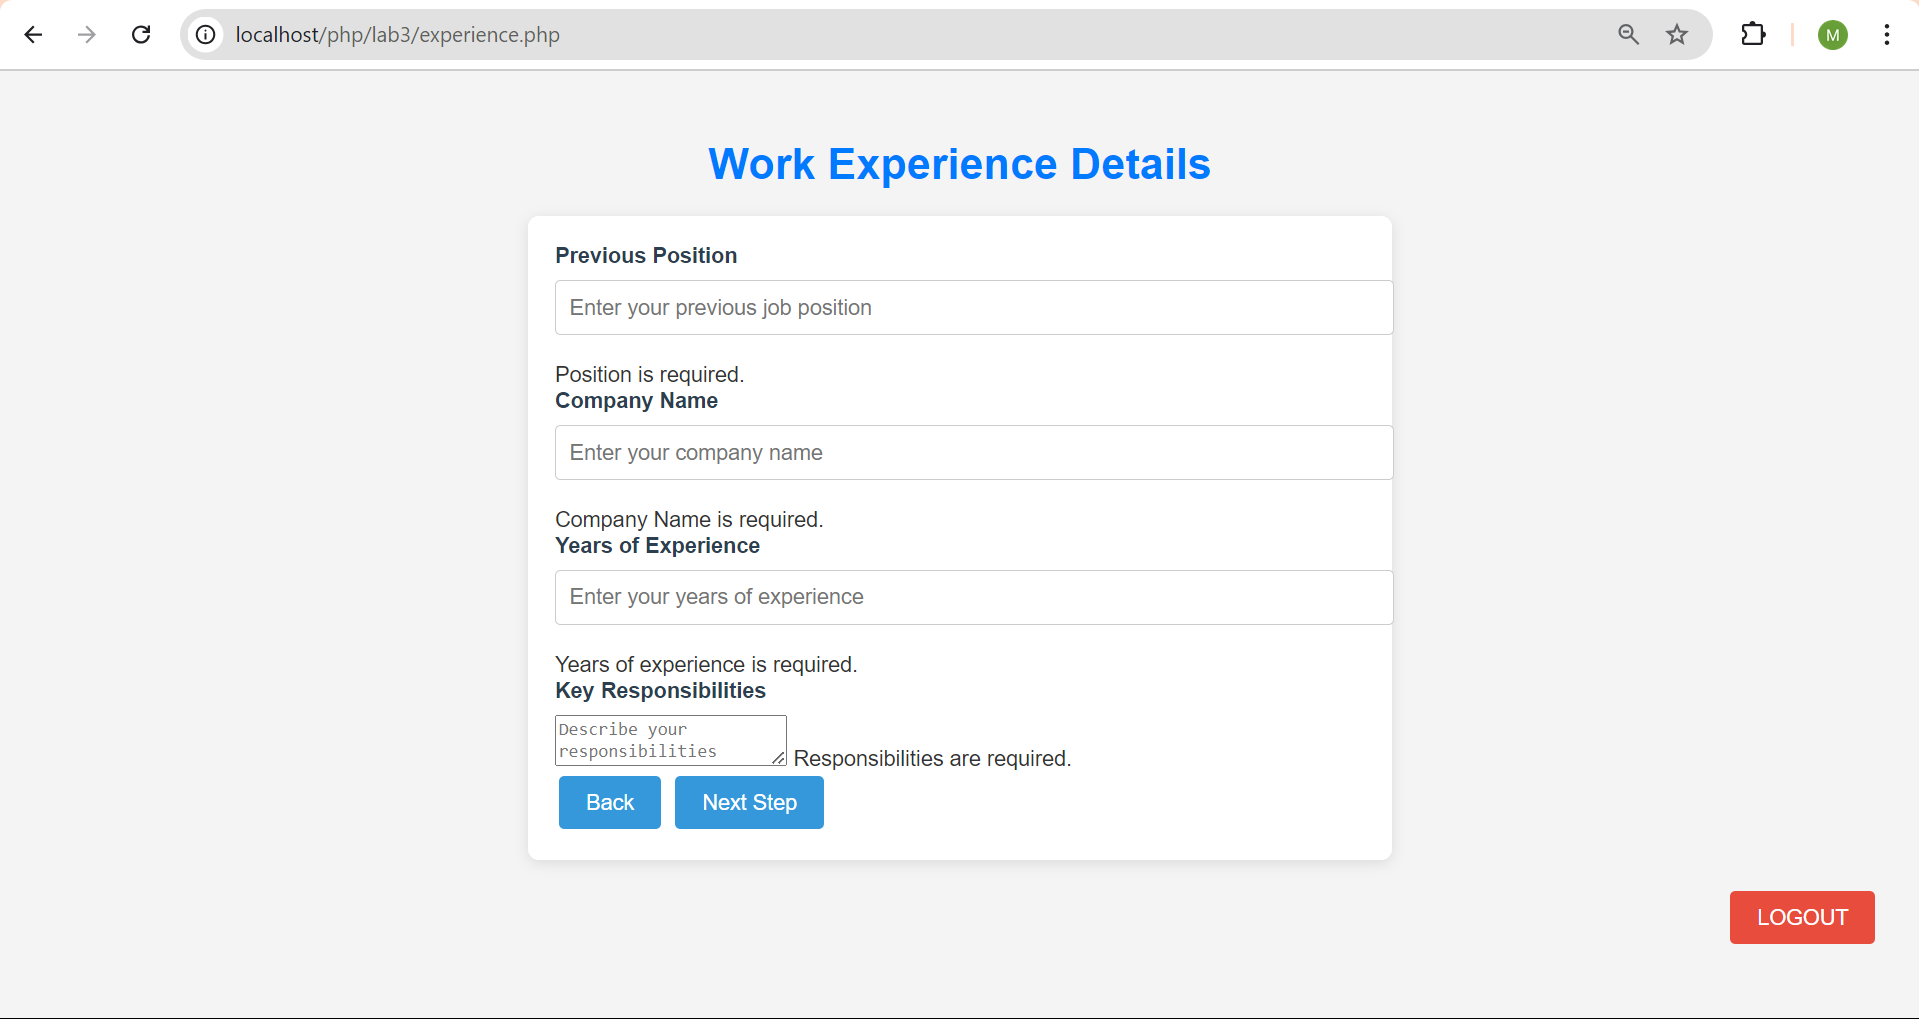 localhost/php/lab3/experience.php
M
Work Experience Details
Previous Position
Enter your previous job position
Position is required.
Company Name
Enter your company name
Company Name is required.
Years of Experience
Enter your years of experience
Years of experience is required.
Key Responsibilities
Describe your
responsibilities
Responsibilities are required.
Back Next Step
LOGOUT